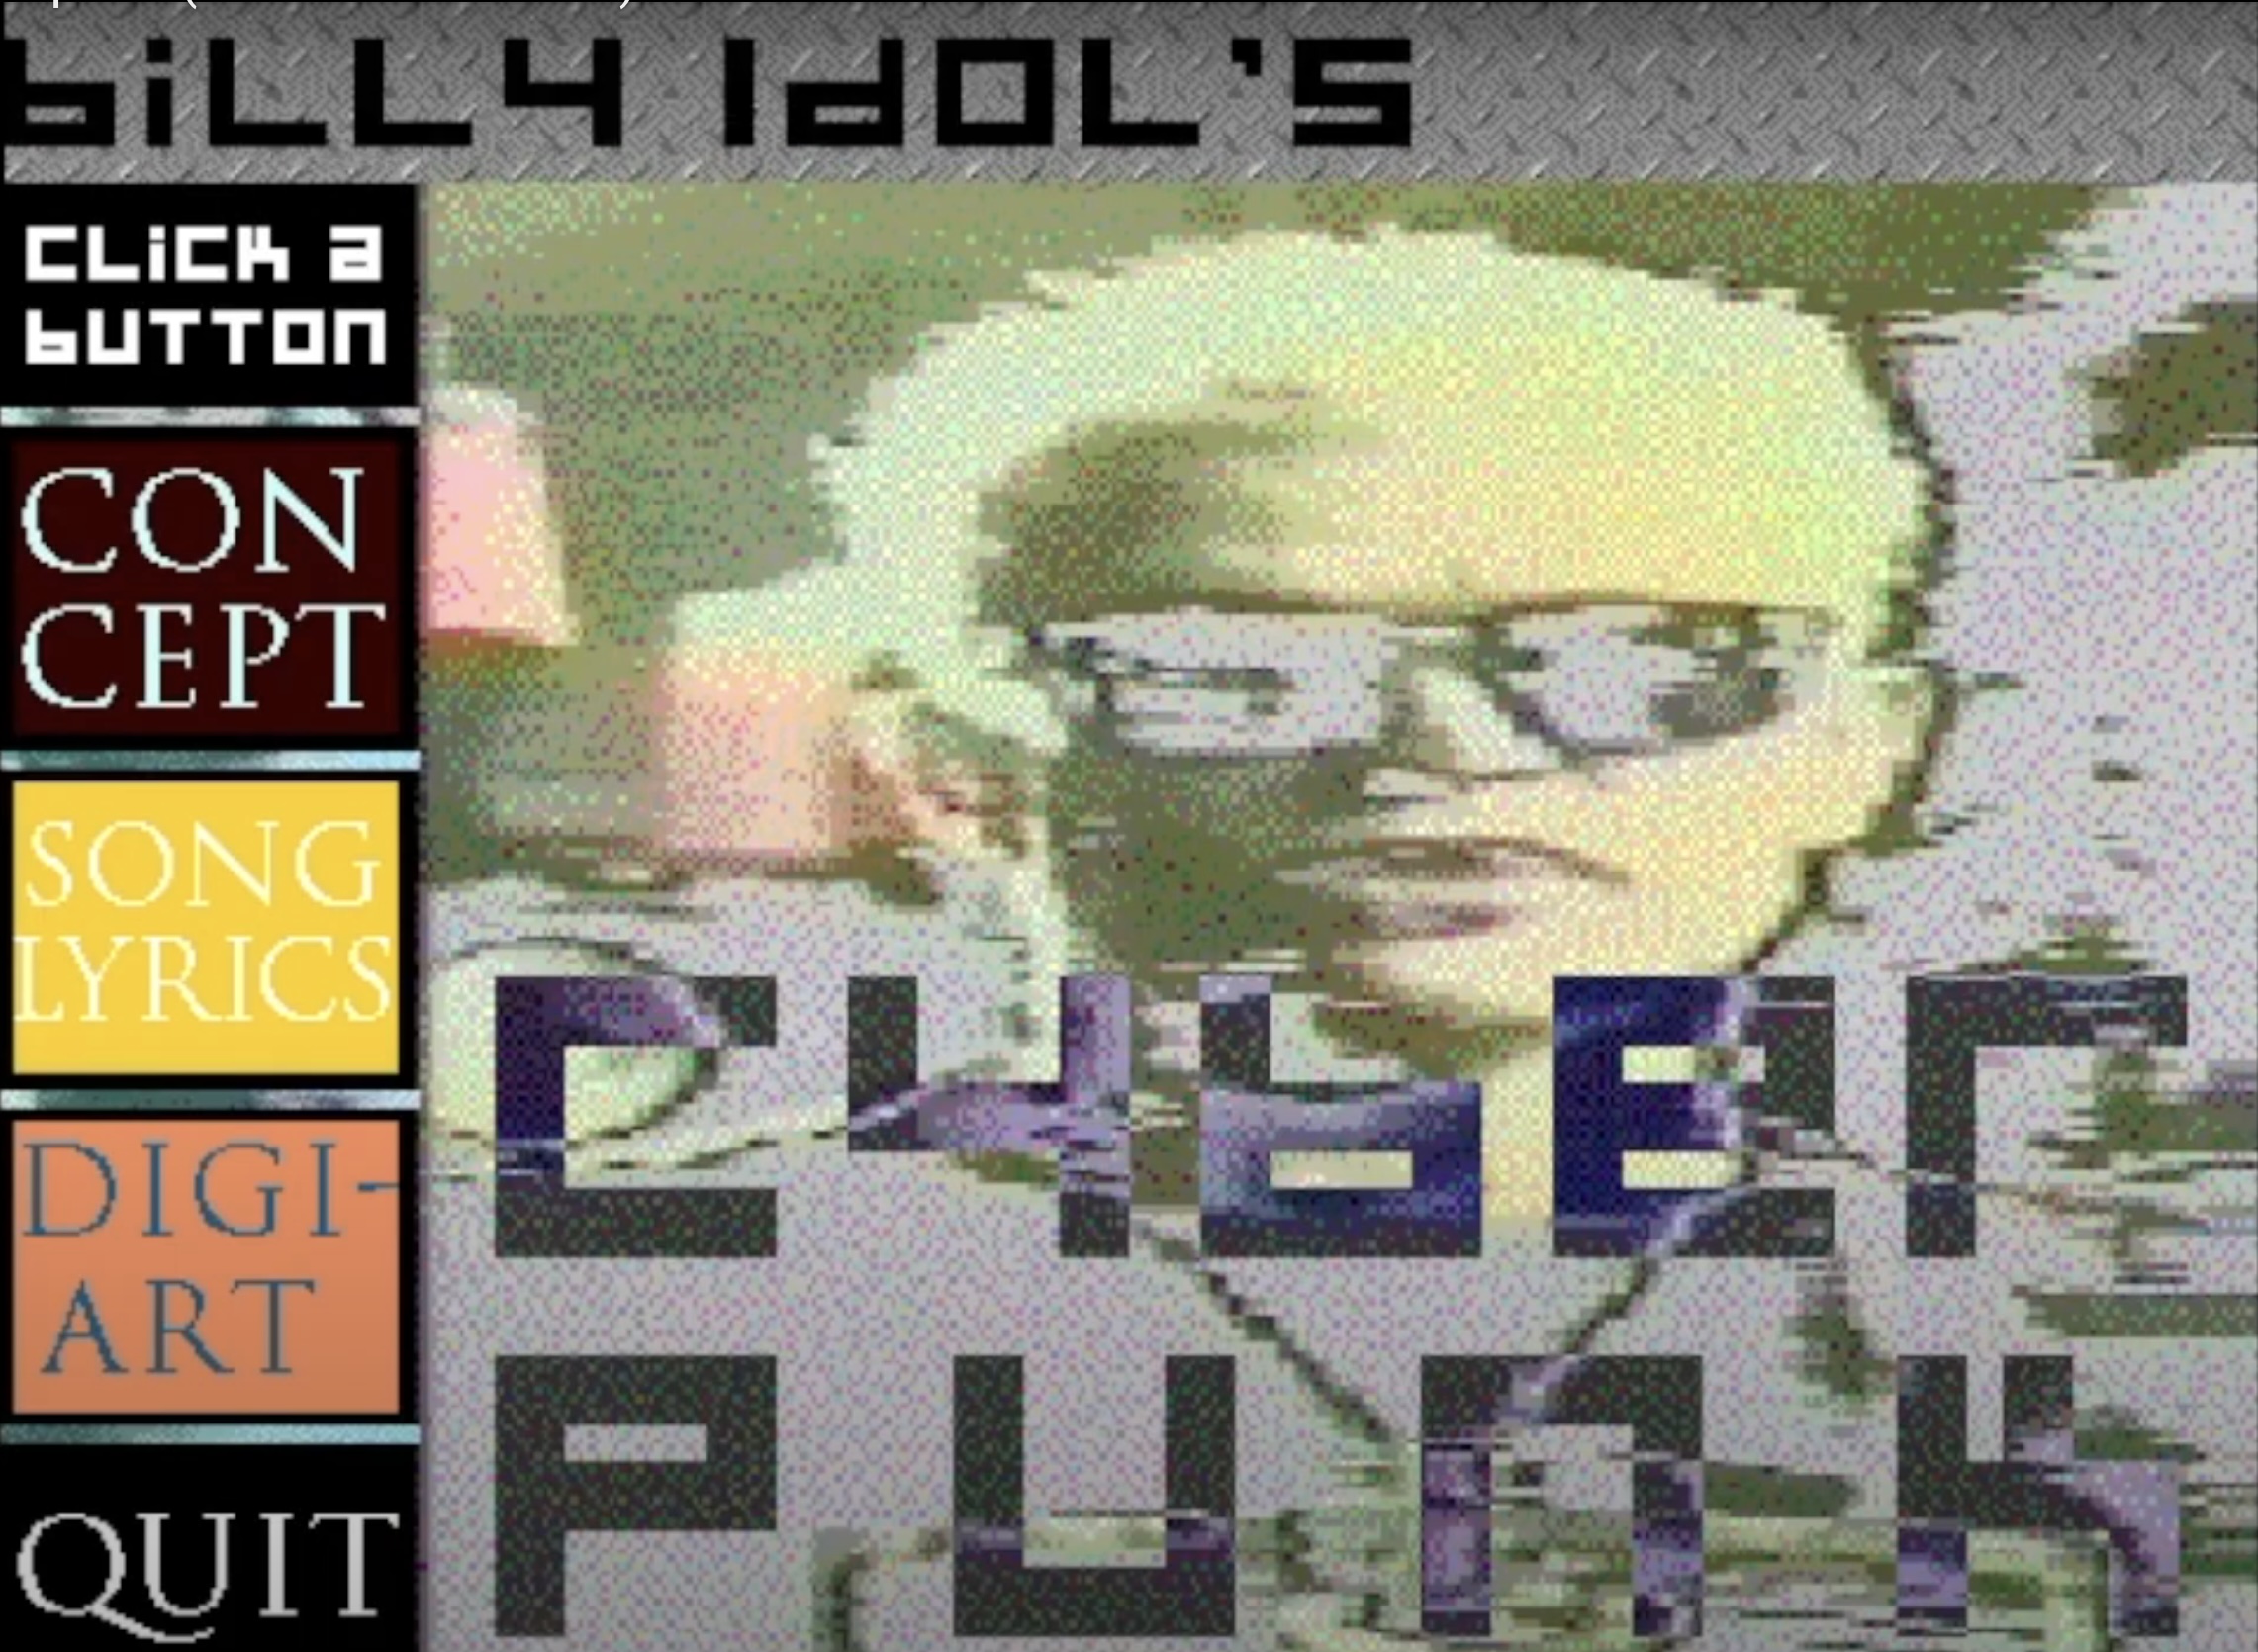 biLLY IdOL'S
CLiCK a
bUTTON
CON
CEPT
SONG
LYRICS
DIGI-
ART
QUIT
CYbEr
PUnK